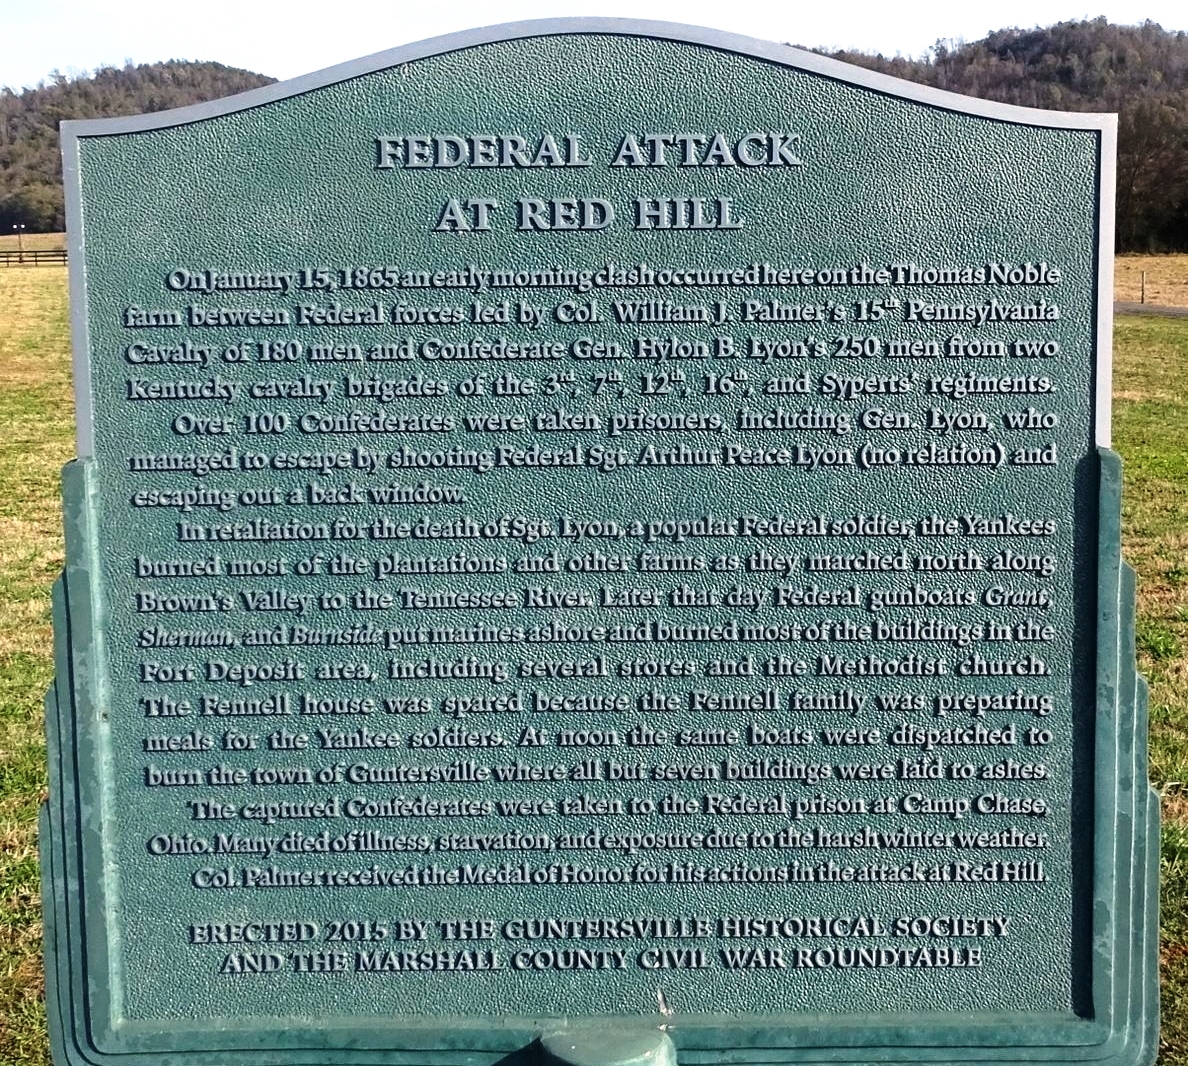 FEDERAL ATTACK
AT RED HILL
On January 15, 1865 an early morning clash occurred here on the Thomas Noble
farm between Federal forces led by Col. William J. Palmer's 15th Pennsylvania
Cavalry of 180 men and Confederate Gen. Hylon B. Lyon's 250 men from two
Kentucky cavalry brigades of the 3rd, 7th, 12th, 16th, and Syperts' regiments.
Over 100 Confederates were taken prisoners, including Gen. Lyon, who
managed to escape by shooting Federal Sgt. Arthur Peace Lyon (no relation) and
escaping out a back window.
In retaliation for the death of Sgt. Lyon, a popular Federal soldier, the Yankees
burned most of the plantations and other farms as they marched north along
Brown's Valley to the Tennessee River. Later that day Federal gunboats Grant,
Sherman, and Burnside put marines ashore and burned most of the buildings in the
Fort Deposit area, including several stores and the Methodist church.
The Fennell house was spared because the Fennell family was preparing
meals for the Yankee soldiers. At noon the same boats were dispatched to
burn the town of Guntersville where all but seven buildings were laid to ashes.
The captured Confederates were taken to the Federal prison at Camp Chase,
Ohio. Many died of illness, starvation, and exposure due to the harsh winter weather.
Col. Palmer received the Medal of Honor for his actions in the attack at Red Hill.
ERECTED 2015 BY THE GUNTERSVILLE HISTORICAL SOCIETY
AND THE MARSHALL COUNTY CIVIL WAR ROUNDTABLE